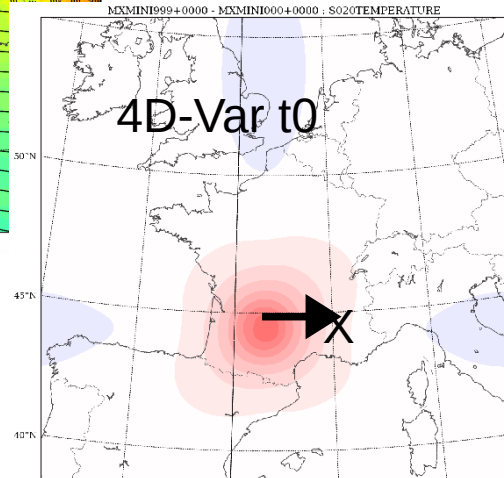 MXMINI999+0000 - MXMINI000+0000 : S020TEMPERATURE
4D-Var t0
50°N
45°N
X
40°N